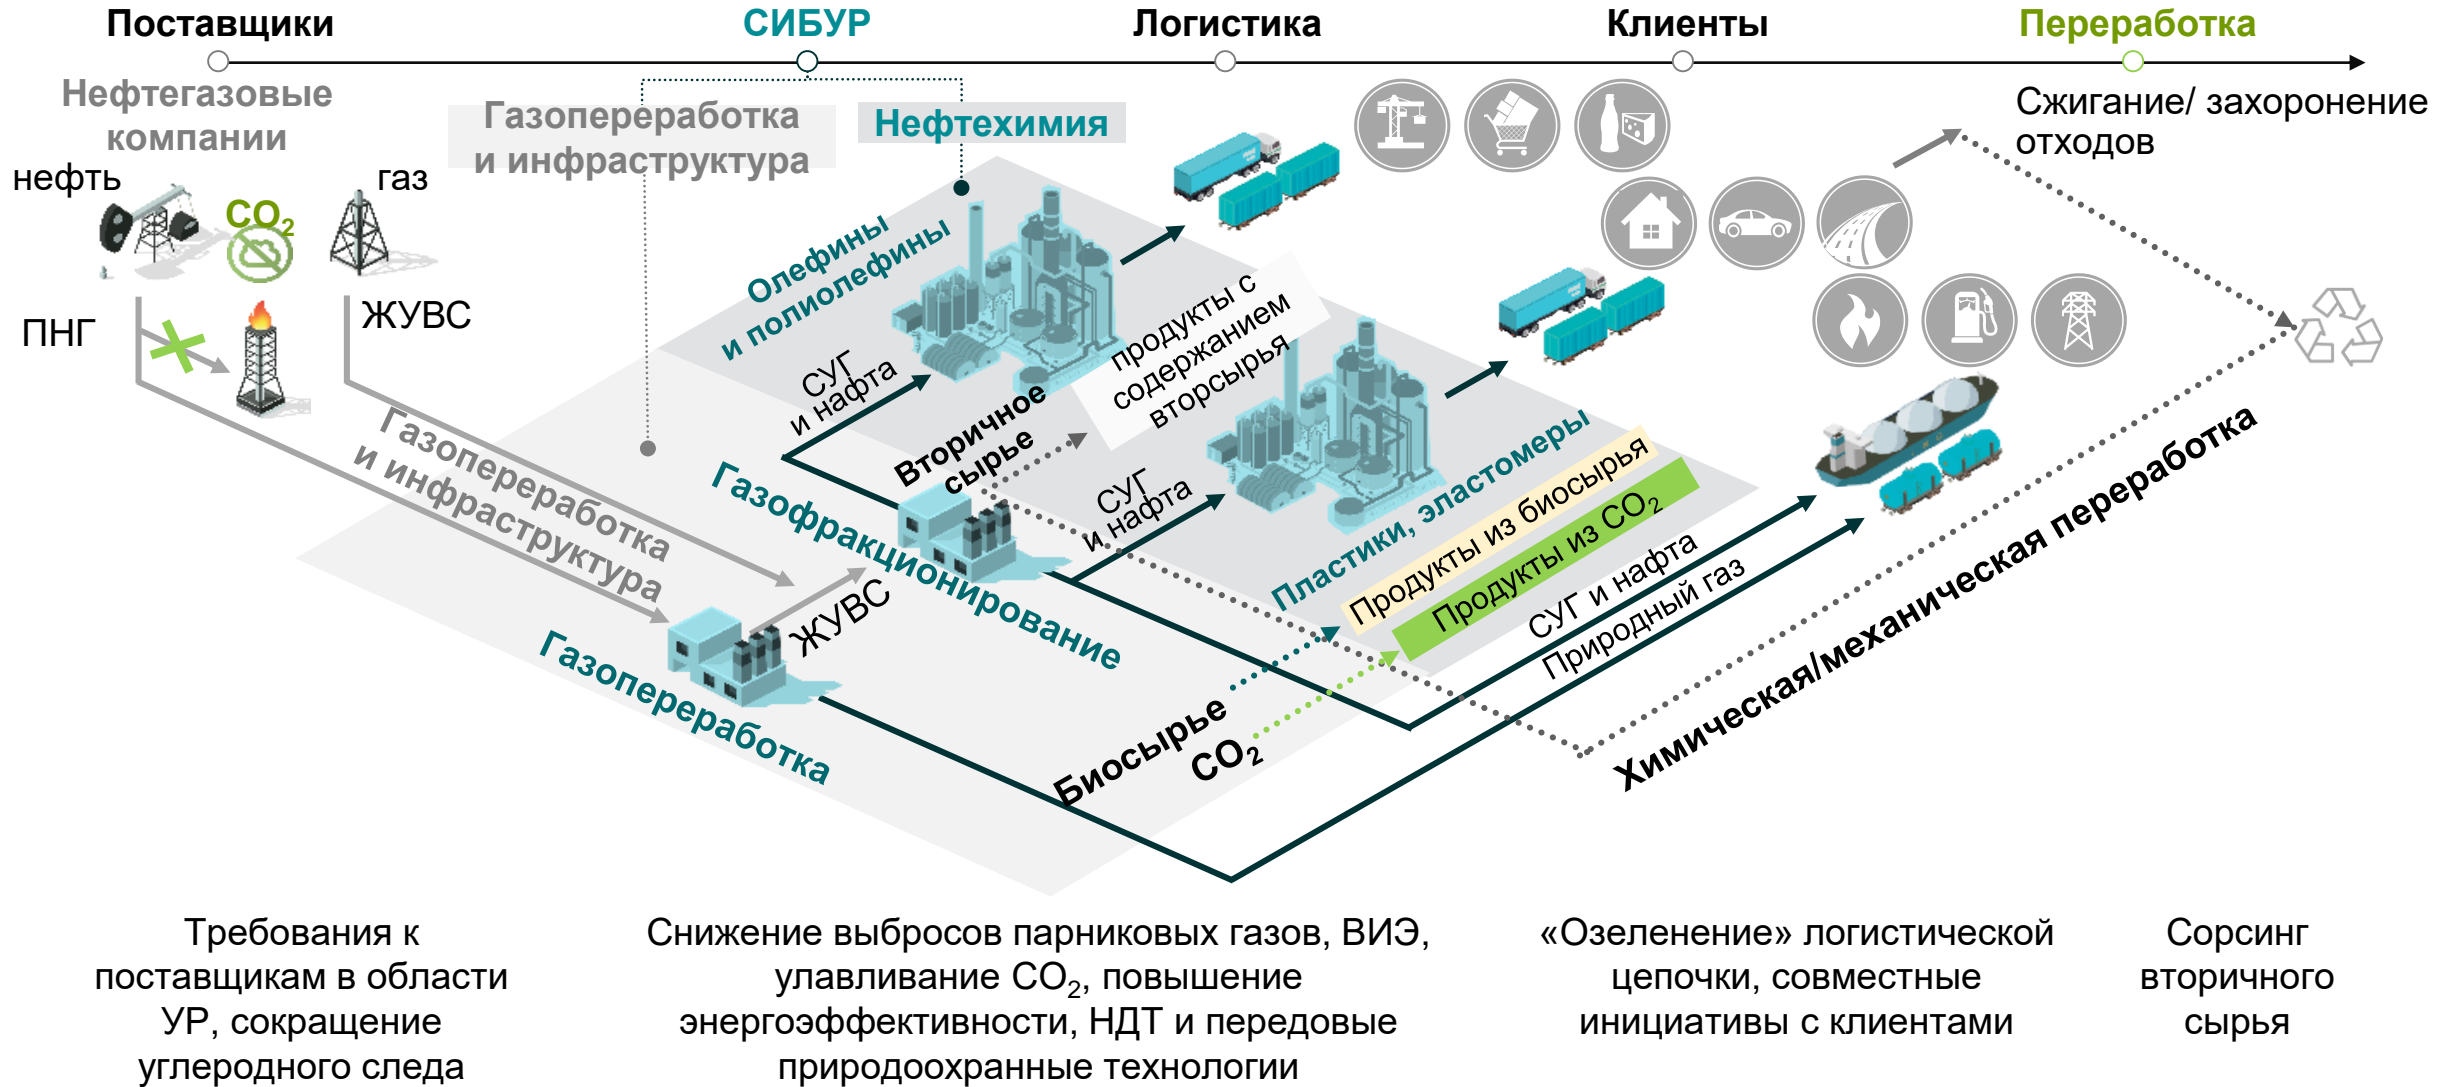 Поставщики
СИБУР
Логистика
Клиенты
Переработка
Нефтегазовые
компании
нефть
газ
CO2
ПНГ
ЖУВС
Газопереработка
и инфраструктура
Нефтехимия
Сжигание/ захоронение
отходов
Олефины
и полиолефины
продукты с
содержанием
вторсырья
СУГ
и нафта
Вторичное
сырье
Газопереработка
и инфраструктура
Газофракционирование
СУГ
и нафта
Пластики, эластомеры
Продукты из биосырья
Продукты из CO2
СУГ и нафта
Природный газ
ЖУВС
Газопереработка
Биосырье
CO2
Химическая/механическая переработка
Требования к
поставщикам в области
УР, сокращение
углеродного следа
Снижение выбросов парниковых газов, ВИЭ,
улавливание CO2, повышение
энергоэффективности, НДТ и передовые
природоохранные технологии
«Озеленение» логистической
цепочки, совместные
инициативы с клиентами
Сорсинг
вторичного
сырья